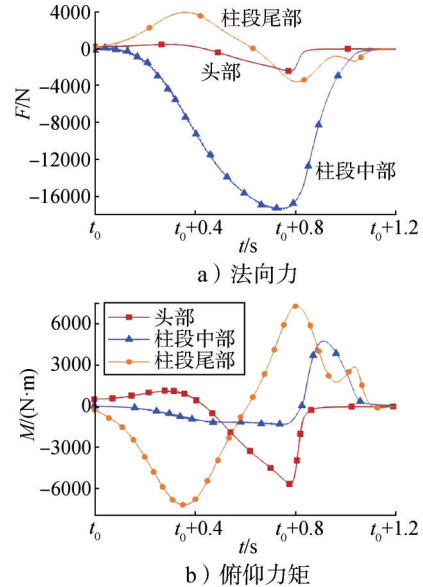 4000
0
-4000
-8000
-12000
-16000
F/N
柱段尾部
头部
柱段中部
t₀
t₀+0.4
t₀+0.8
t₀+1.2
t/s
a）法向力
6000
3000
0
-3000
-6000
M/(N·m)
头部
柱段中部
柱段尾部
t₀
t₀+0.4
t₀+0.8
t₀+1.2
t/s
b）俯仰力矩